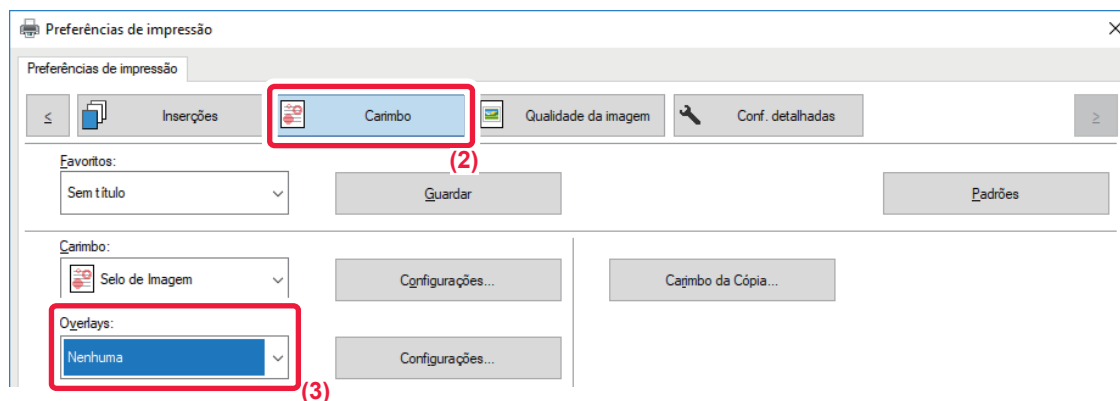 Preferências de impressão
Preferências de impressão
< Inserções Carimbo Qualidade da imagem Conf. detalhadas >
(2)
Favoritos:
Sem título Guardar Padrões
Carimbo:
Selo de Imagem Configurações... Carimbo da Cópia...
Overlays:
Nenhuma Configurações...
(3)